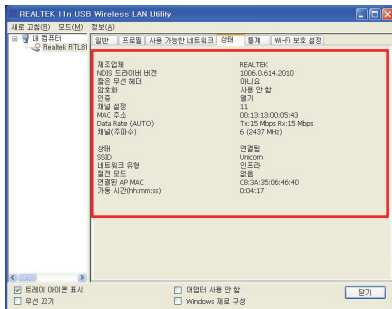 REALTEK 11n USB Wireless LAN Utility
새로 고침(R) 모드(M) 정보(A)
내 컴퓨터
Realtek RTL81
일반 프로필 사용 가능한 네트워크 상태 통계 Wi-Fi 보호 설정
제조업체 REALTEK
NDIS 드라이버 버전 1006.0.614.2010
짧은 무선 헤더 아니요
암호화 사용 안 함
인증 열기
채널 설정 11
MAC 주소 00:13:13:00:05:43
Data Rate (AUTO) Tx:15 Mbps Rx:15 Mbps
채널(주파수) 6 (2437 MHz)
상태 연결됨
SSID Unicorn
네트워크 유형 인프라
절전 모드 없음
연결된 AP MAC C8:3A:35:06:46:40
가동 시간(hh:mm:ss) 0:04:17
트레이 아이콘 표시 어댑터 사용 안 함 닫기
무선 끄기 Windows 제로 구성